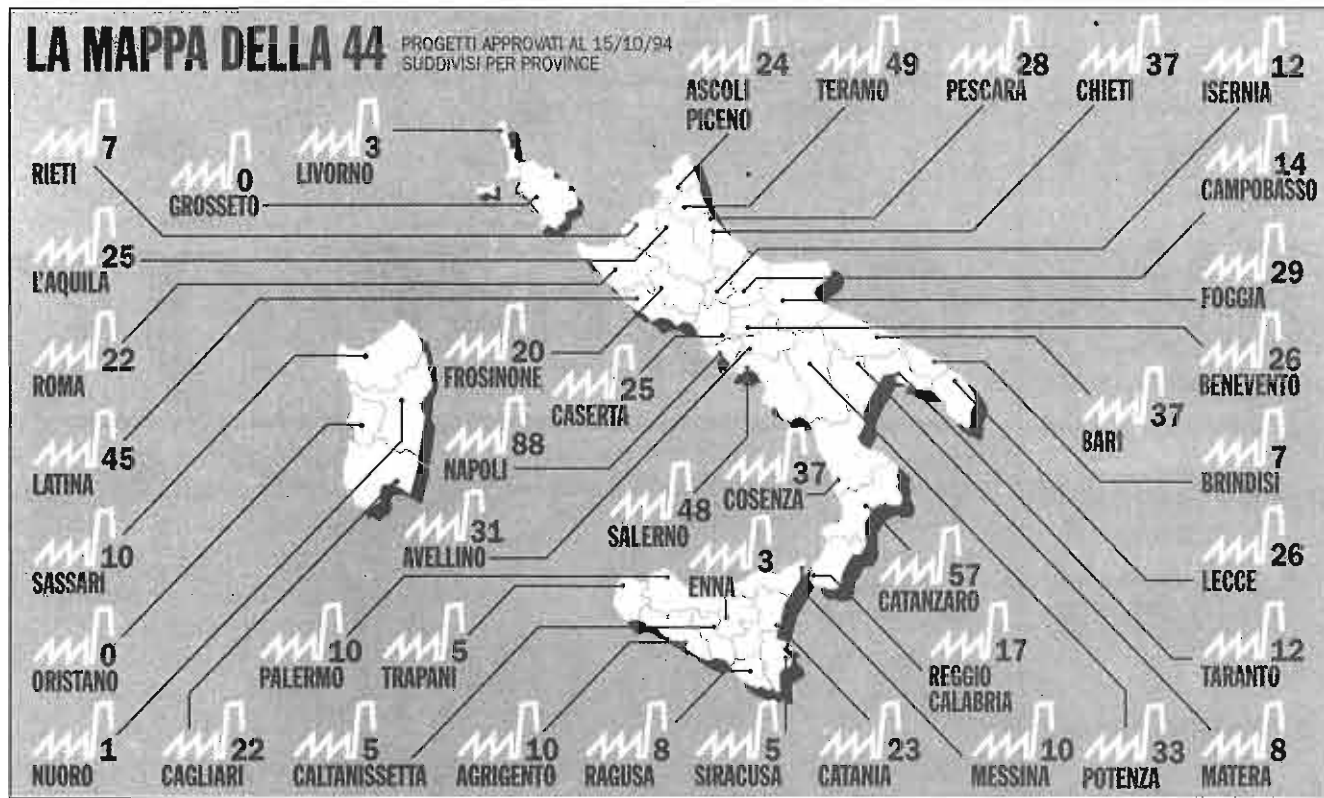 LA MAPPA DELLA 44
PROGETTI APPROVATI AL 15/10/94
SUDDIVISI PER PROVINCE
24
ASCOLI
PICENO
49
TERAMO
28
PESCARA
37
CHIETI
12
ISERNIA
7
RIETI
0
GROSSETO
3
LIVORNO
14
CAMPOBASSO
25
L'AQUILA
29
FOGGIA
22
ROMA
20
FROSINONE
25
CASERTA
26
BENEVENTO
37
BARI
45
LATINA
88
NAPOLI
48
SALERNO
37
COSENZA
7
BRINDISI
10
SASSARI
31
AVELLINO
3
ENNA
57
CATANZARO
26
LECCE
0
ORISTANO
10
PALERMO
5
TRAPANI
17
REGGIO
CALABRIA
12
TARANTO
1
NUORO
22
CAGLIARI
5
CALTANISSETTA
10
AGRIGENTO
8
RAGUSA
5
SIRACUSA
23
CATANIA
10
MESSINA
33
POTENZA
8
MATERA